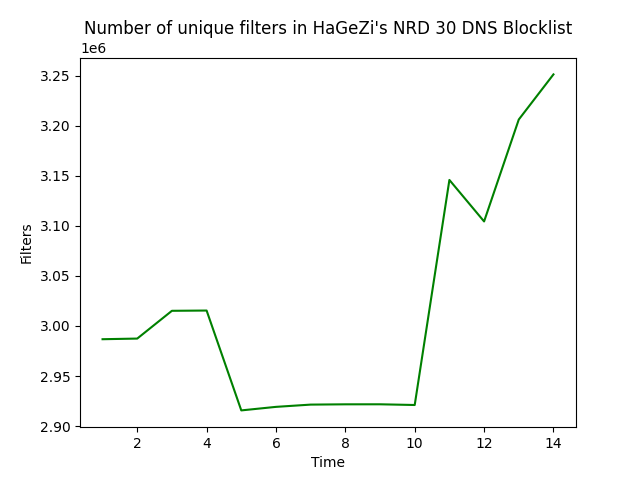 Number of unique filters in HaGeZi's NRD 30 DNS Blocklist
1e6
3.25
3.20
3.15
3.10
3.05
3.00
2.95
2.90
Filters
2 4 6 8 10 12 14
Time